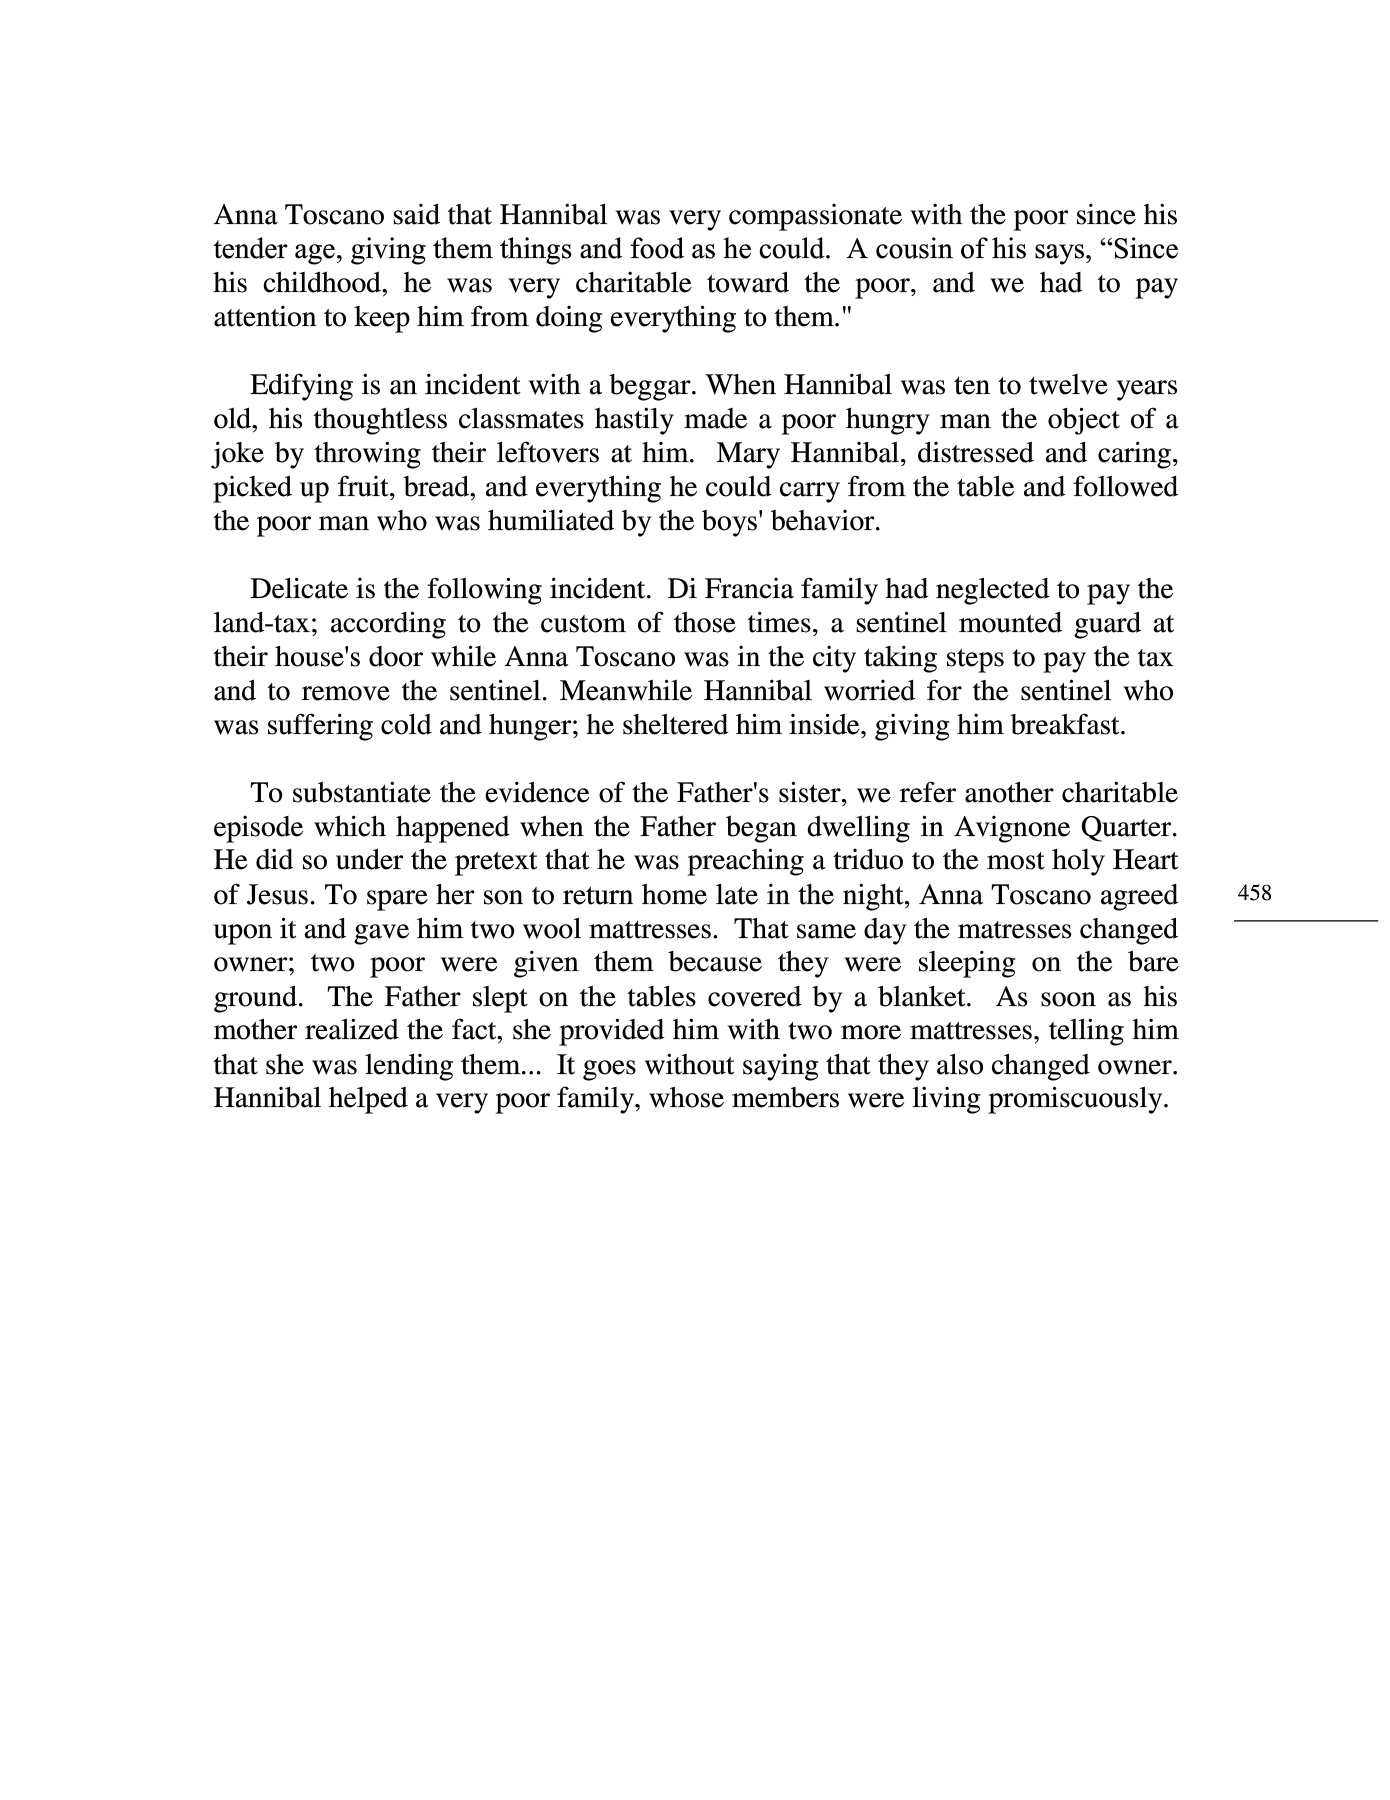 Anna Toscano said that Hannibal was very compassionate with the poor since his
tender age, giving them things and food as he could.  A cousin of his says, “Since
his childhood, he was very charitable toward the poor, and we had to pay
attention to keep him from doing everything to them."
Edifying is an incident with a beggar. When Hannibal was ten to twelve years
old, his thoughtless classmates hastily made a poor hungry man the object of a
joke by throwing their leftovers at him.  Mary Hannibal, distressed and caring,
picked up fruit, bread, and everything he could carry from the table and followed
the poor man who was humiliated by the boys' behavior.
Delicate is the following incident.  Di Francia family had neglected to pay the
land-tax; according to the custom of those times, a sentinel mounted guard at
their house's door while Anna Toscano was in the city taking steps to pay the tax
and to remove the sentinel. Meanwhile Hannibal worried for the sentinel who
was suffering cold and hunger; he sheltered him inside, giving him breakfast.
To substantiate the evidence of the Father's sister, we refer another charitable
episode which happened when the Father began dwelling in Avignone Quarter.
He did so under the pretext that he was preaching a triduo to the most holy Heart
of Jesus. To spare her son to return home late in the night, Anna Toscano agreed
upon it and gave him two wool mattresses.  That same day the matresses changed
owner; two poor were given them because they were sleeping on the bare
ground.  The Father slept on the tables covered by a blanket.  As soon as his
mother realized the fact, she provided him with two more mattresses, telling him
that she was lending them...  It goes without saying that they also changed owner.
Hannibal helped a very poor family, whose members were living promiscuously.
458